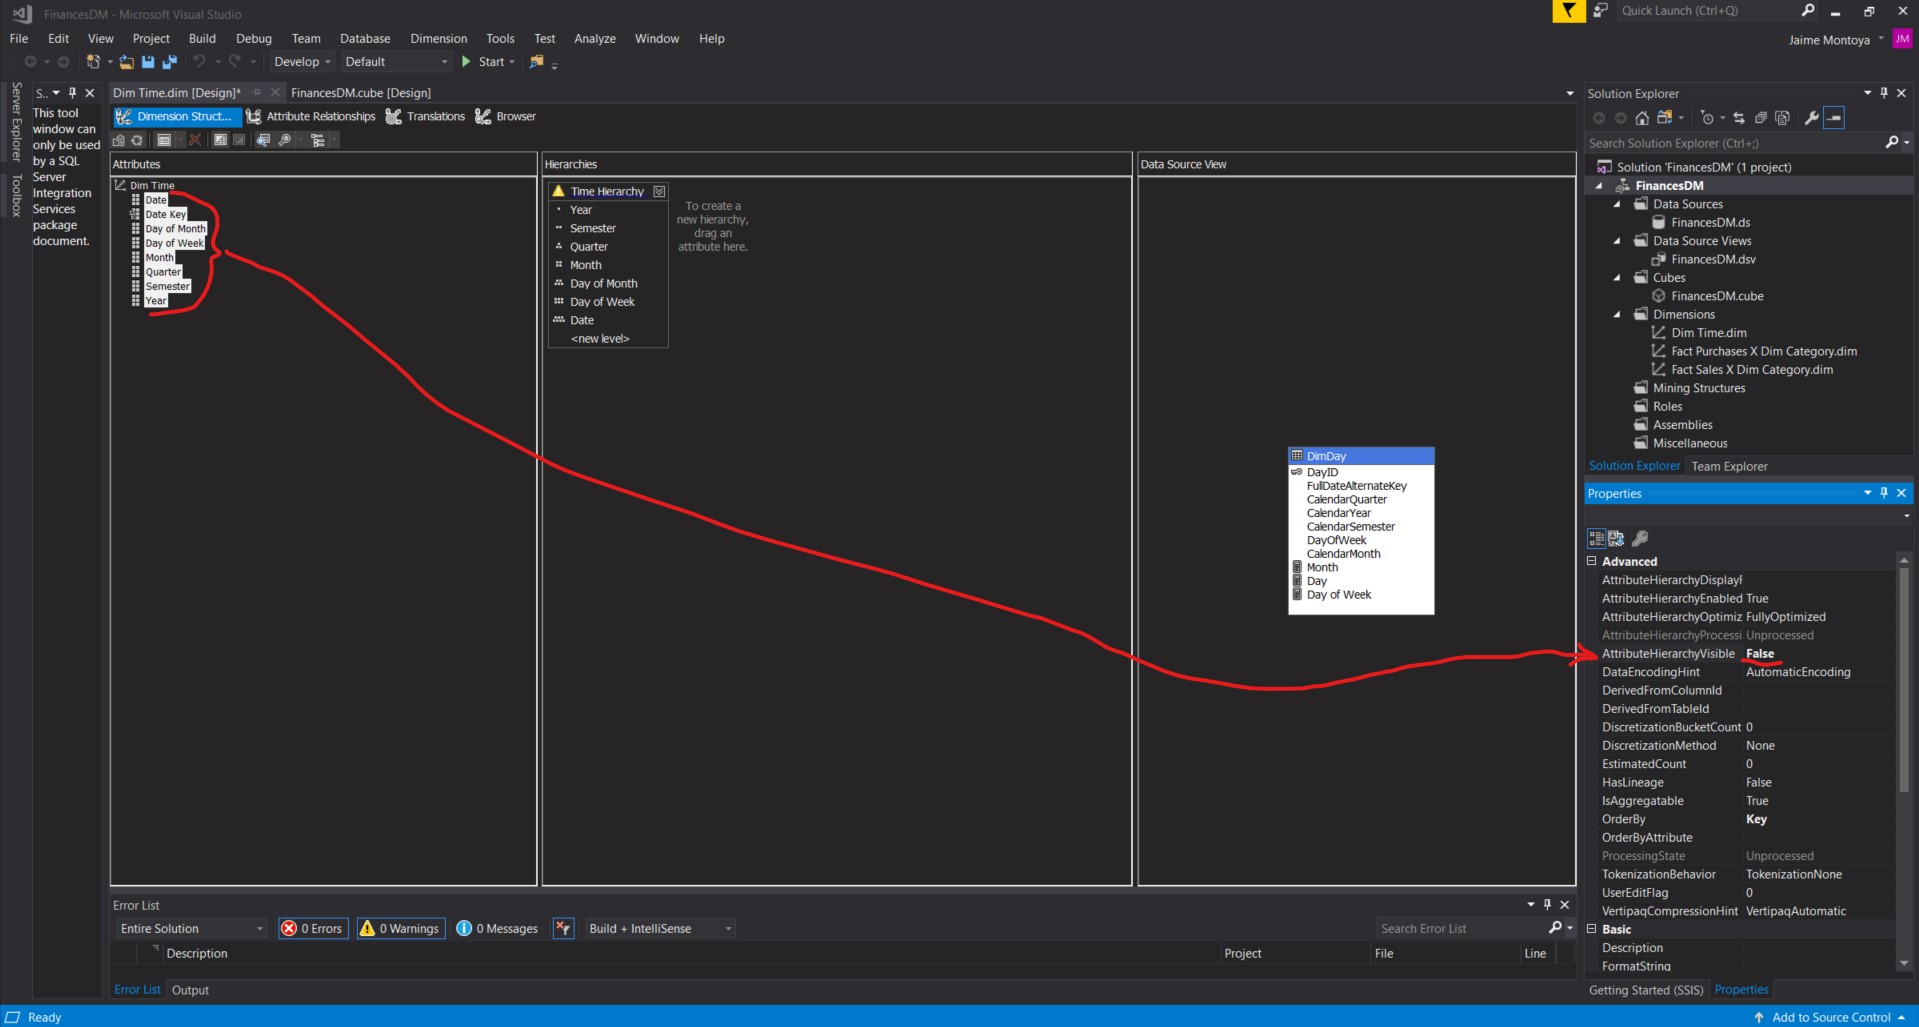 FinancesDM - Microsoft Visual Studio
Quick Launch (Ctrl+Q)
File Edit View Project Build Debug Team Database Dimension Tools Test Analyze Window Help
Jaime Montoya JM
Develop Default Start
Server Explorer
Toolbox
S..
This tool
window can
only be used
by a SQL
Server
Integration
Services
package
document.
Dim Time.dim [Design]* FinancesDM.cube [Design]
Dimension Struct... Attribute Relationships Translations Browser
Attributes
Dim Time
Date
Date Key
Day of Month
Day of Week
Month
Quarter
Semester
Year
Hierarchies
Time Hierarchy
Year
Semester
Quarter
Month
Day of Month
Day of Week
Date
<new level>
To create a
new hierarchy,
drag an
attribute here.
Data Source View
DimDay
DayID
FullDateAlternateKey
CalendarQuarter
CalendarYear
CalendarSemester
DayOfWeek
CalendarMonth
Month
Day
Day of Week
Solution Explorer
Search Solution Explorer (Ctrl+;)
Solution 'FinancesDM' (1 project)
FinancesDM
Data Sources
FinancesDM.ds
Data Source Views
FinancesDM.dsv
Cubes
FinancesDM.cube
Dimensions
Dim Time.dim
Fact Purchases X Dim Category.dim
Fact Sales X Dim Category.dim
Mining Structures
Roles
Assemblies
Miscellaneous
Solution Explorer Team Explorer
Properties
Advanced
AttributeHierarchyDisplayF
AttributeHierarchyEnabled True
AttributeHierarchyOptimiz FullyOptimized
AttributeHierarchyProcessi Unprocessed
AttributeHierarchyVisible False
DataEncodingHint AutomaticEncoding
DerivedFromColumnId
DerivedFromTableId
DiscretizationBucketCount 0
DiscretizationMethod None
EstimatedCount 0
HasLineage False
IsAggregatable True
OrderBy Key
OrderByAttribute
ProcessingState Unprocessed
TokenizationBehavior TokenizationNone
UserEditFlag 0
VertipaqCompressionHint VertipaqAutomatic
Basic
Description
FormatString
Getting Started (SSIS) Properties
Error List
Entire Solution 0 Errors 0 Warnings 0 Messages Build + IntelliSense Search Error List
Description Project File Line
Error List Output
Ready Add to Source Control